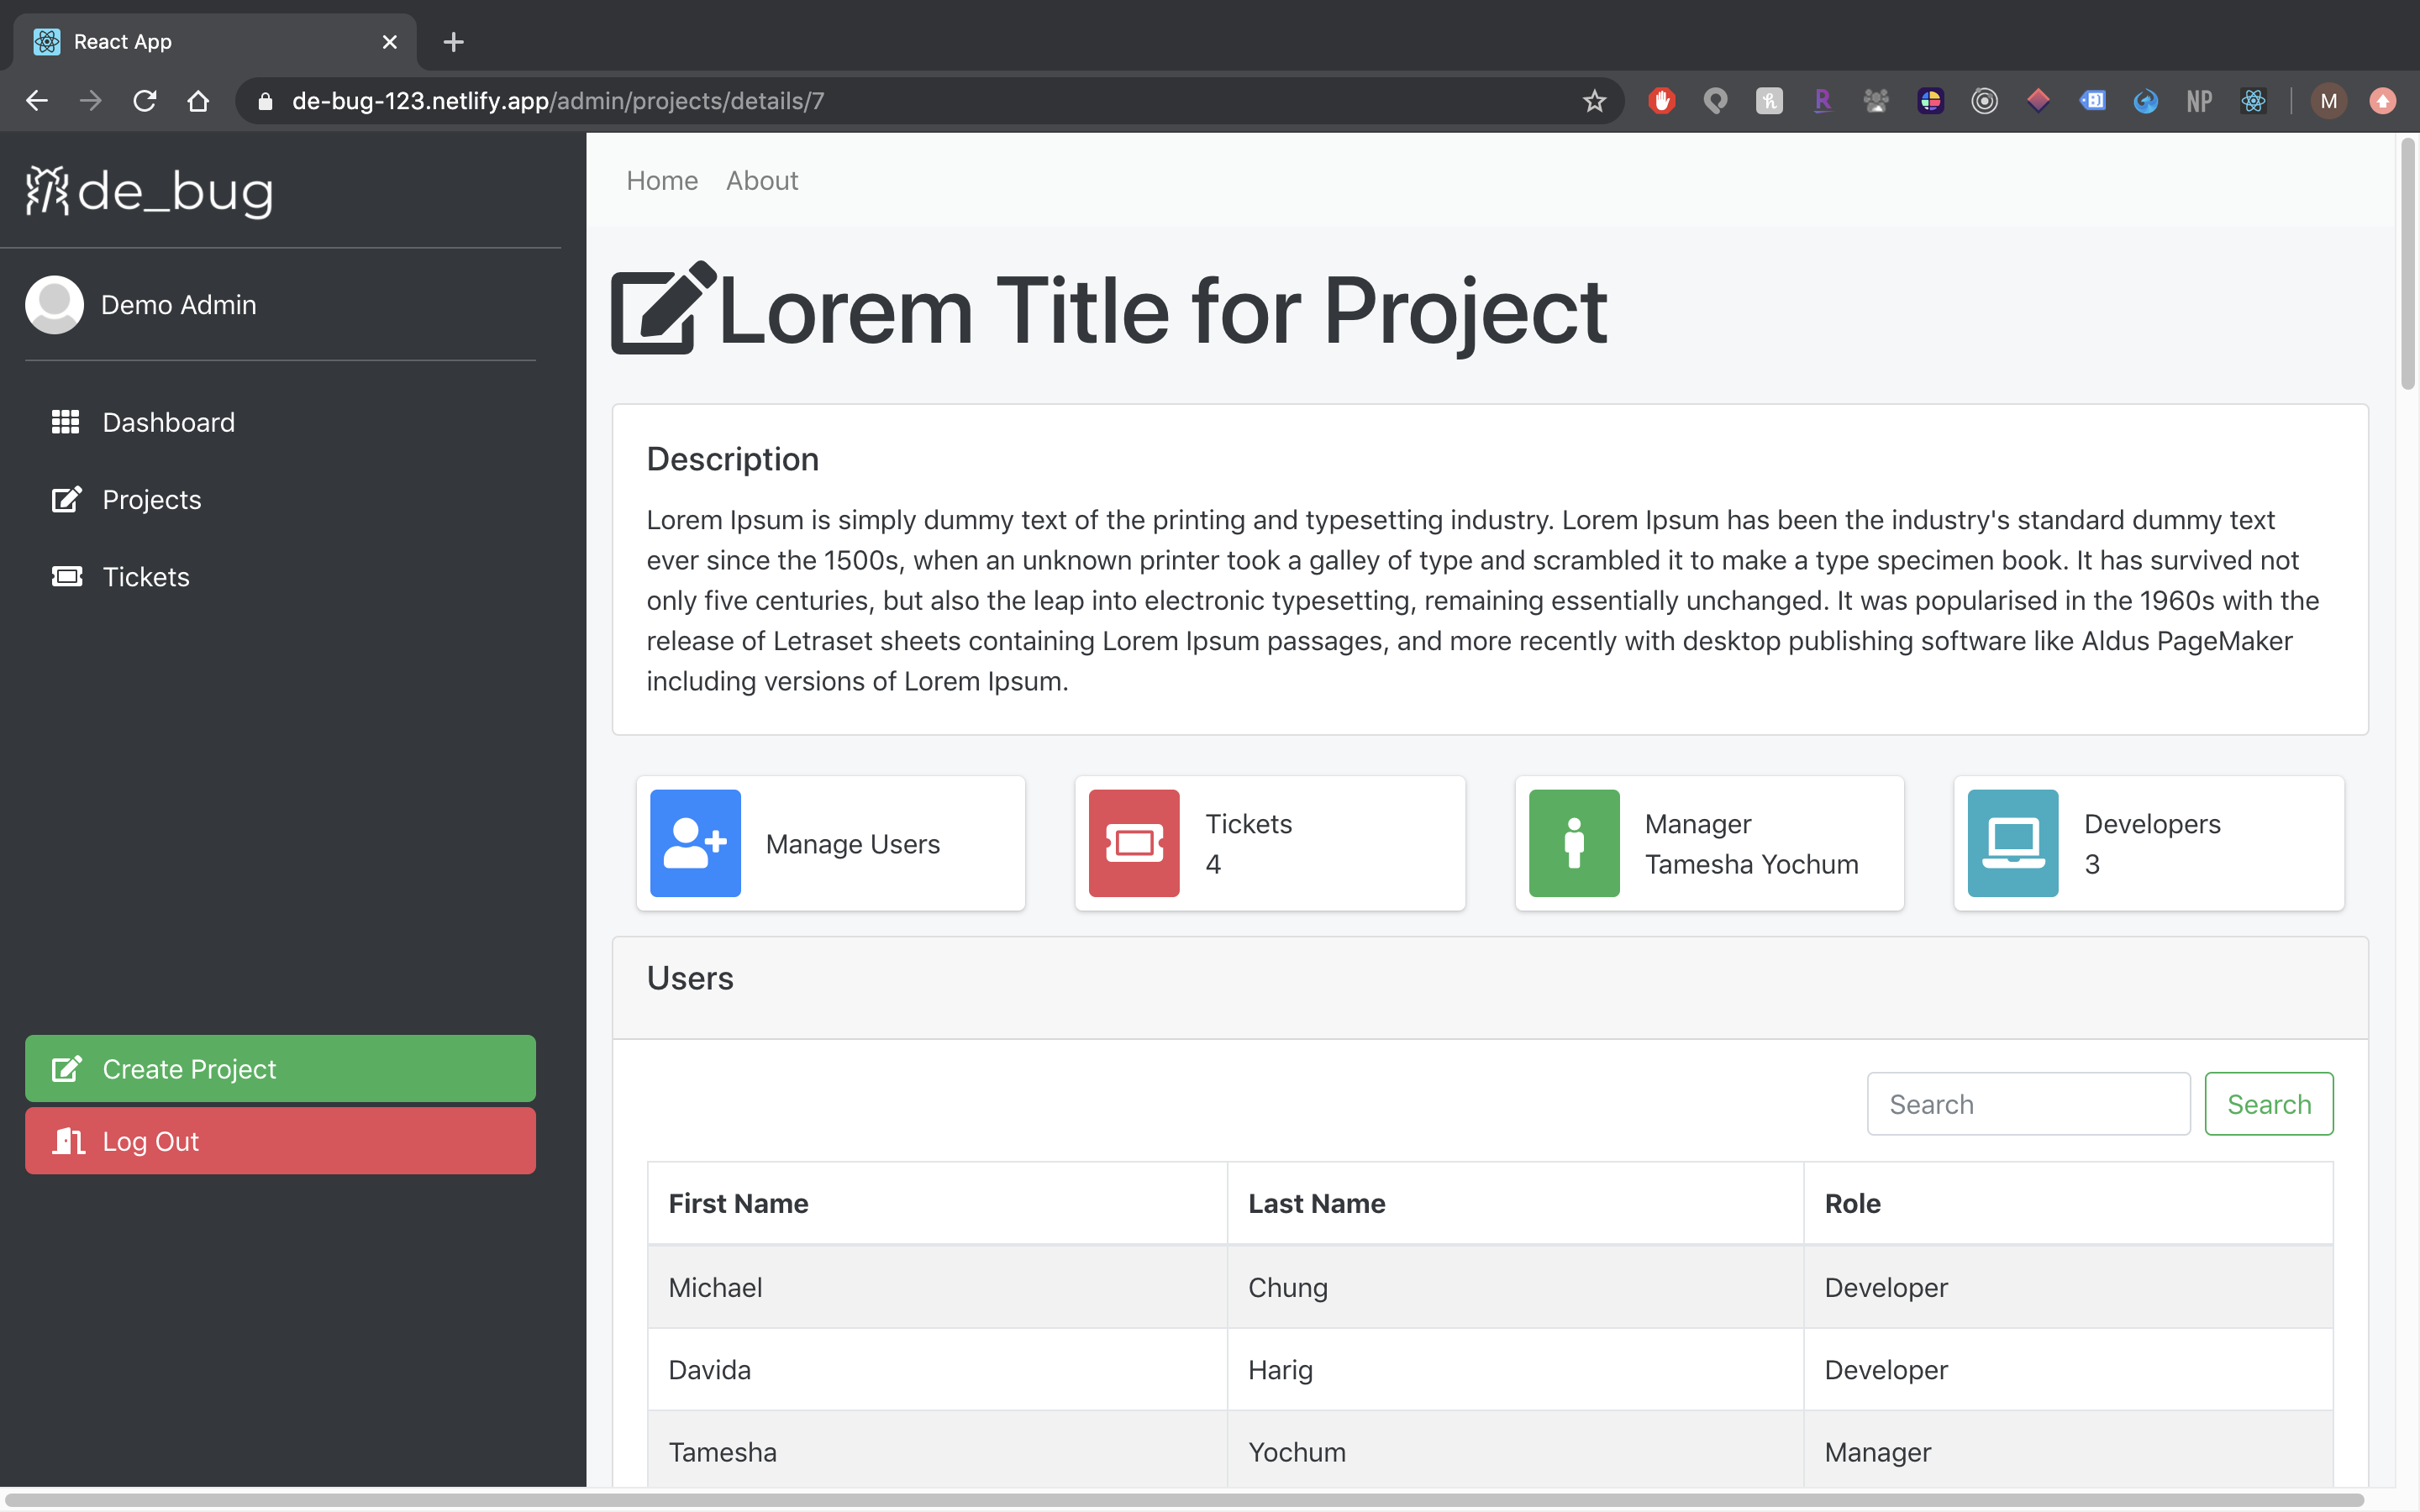 React App
de-bug-123.netlify.app/admin/projects/details/7
NP
M
de_bug
Demo Admin
Dashboard
Projects
Tickets
Create Project
Log Out
Home About
Lorem Title for Project
Description
Lorem Ipsum is simply dummy text of the printing and typesetting industry. Lorem Ipsum has been the industry's standard dummy text
ever since the 1500s, when an unknown printer took a galley of type and scrambled it to make a type specimen book. It has survived not
only five centuries, but also the leap into electronic typesetting, remaining essentially unchanged. It was popularised in the 1960s with the
release of Letraset sheets containing Lorem Ipsum passages, and more recently with desktop publishing software like Aldus PageMaker
including versions of Lorem Ipsum.
Manage Users
Tickets
4
Manager
Tamesha Yochum
Developers
3
Users
Search Search
First Name Last Name Role
Michael Chung Developer
Davida Harig Developer
Tamesha Yochum Manager